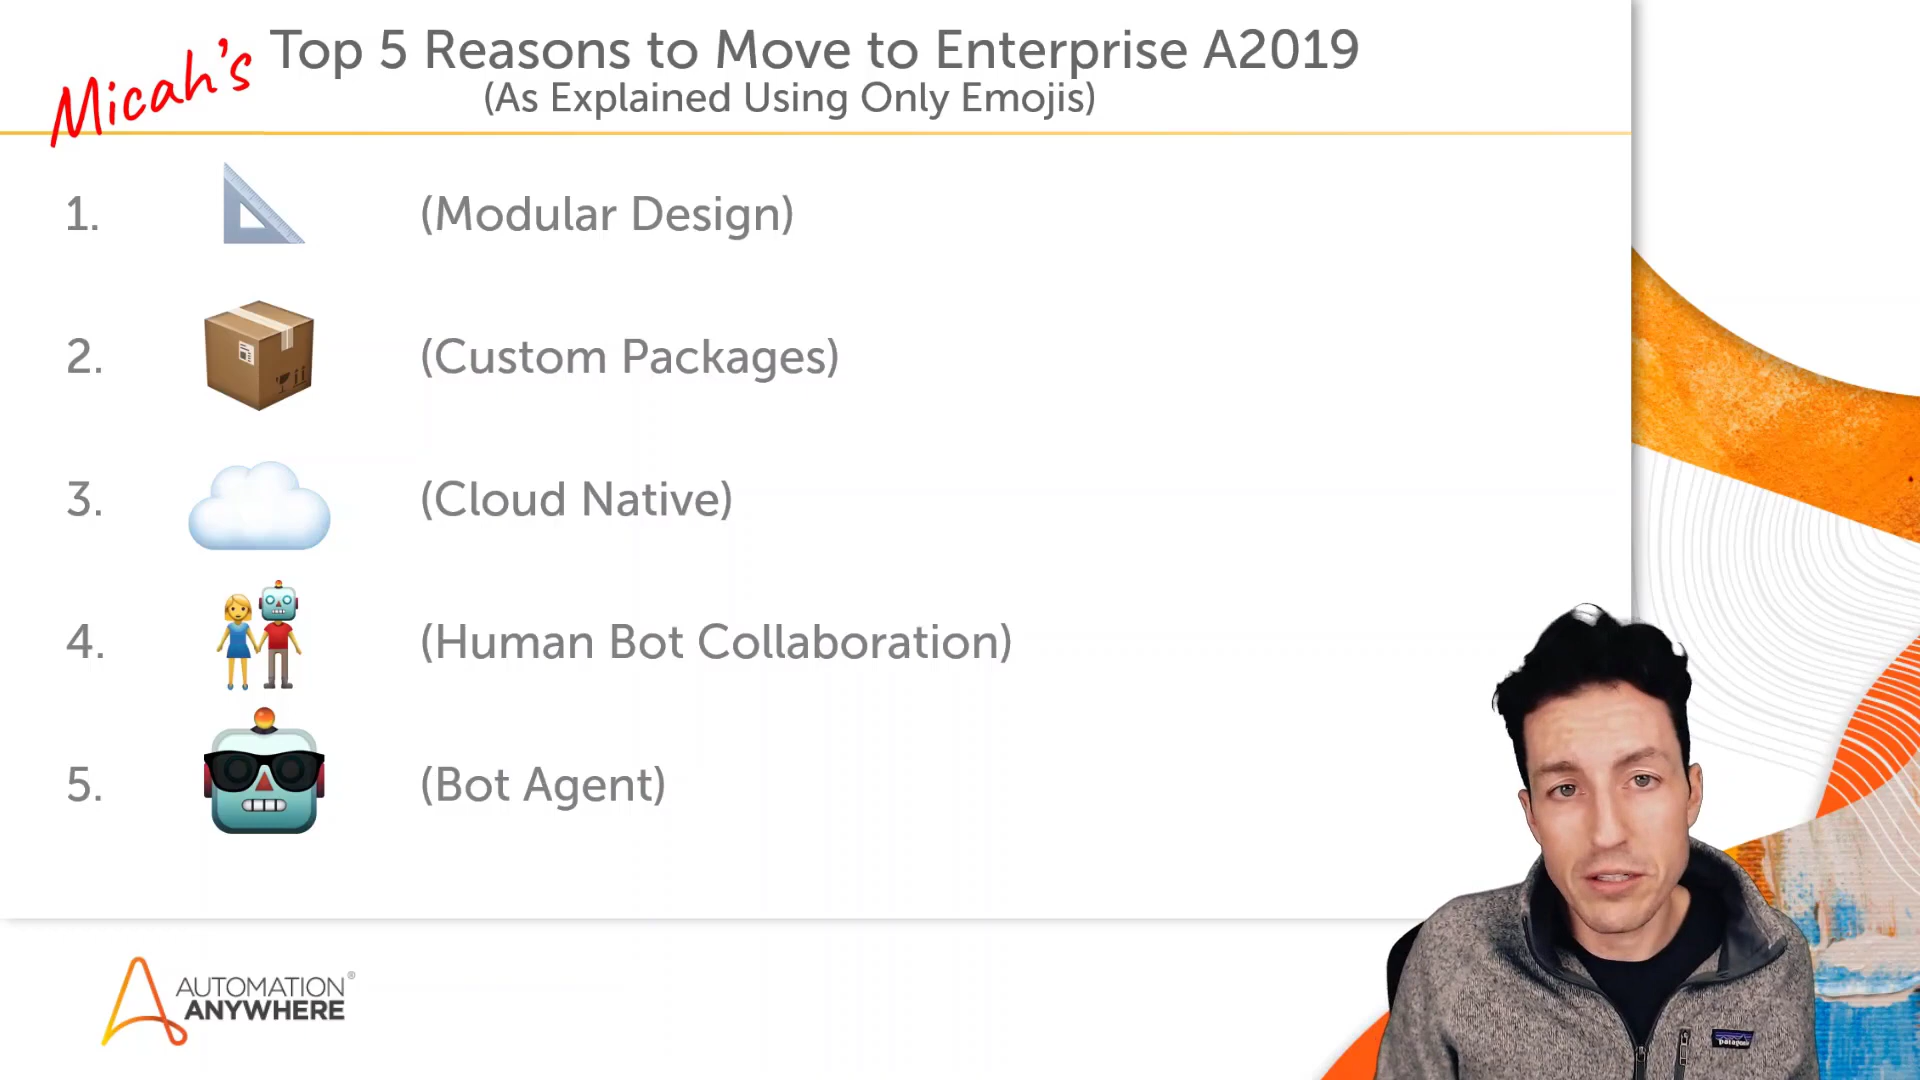 Micah's Top 5 Reasons to Move to Enterprise A2019
(As Explained Using Only Emojis)
1. (Modular Design)
2. (Custom Packages)
3. (Cloud Native)
4. (Human Bot Collaboration)
5. (Bot Agent)
AUTOMATION®
ANYWHERE
patagonia